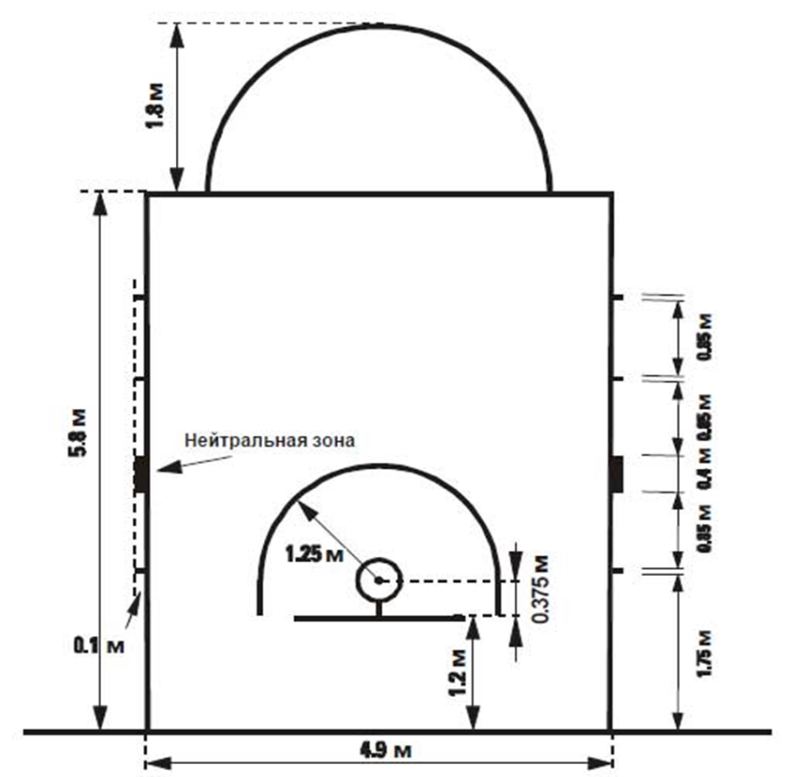 1.8 м
0.85 м
5.8 м
0.85 м
Нейтральная зона
0.4 м
0.85 м
1.25 м
0.375 м
0.1 м
1.2 м
1.75 м
4.9 м